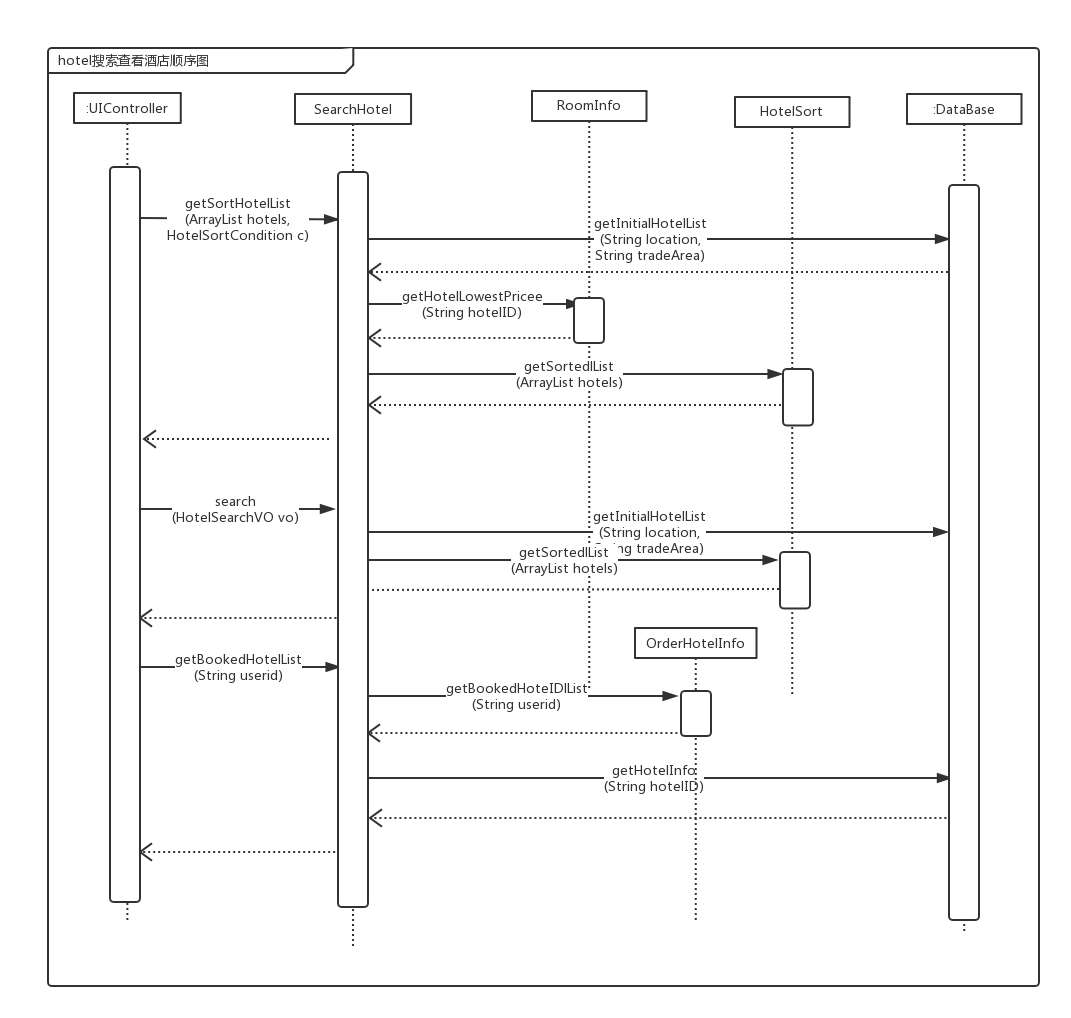 hotel搜索查看酒店顺序图
:UIController
SearchHotel
RoomInfo
HotelSort
:DataBase
getSortHotelList
(ArrayList hotels,
HotelSortCondition c)
getInitialHotelList
(String location,
String tradeArea)
getHotelLowestPricee
(String hotelID)
getSortedlList
(ArrayList hotels)
search
(HotelSearchVO vo)
getInitialHotelList
(String location,
tradeArea)
getSortedlList
(ArrayList hotels)
OrderHotelInfo
getBookedHotelList
(String userid)
getBookedHoteIDlList
(String userid)
getHotelInfo
(String hotelID)